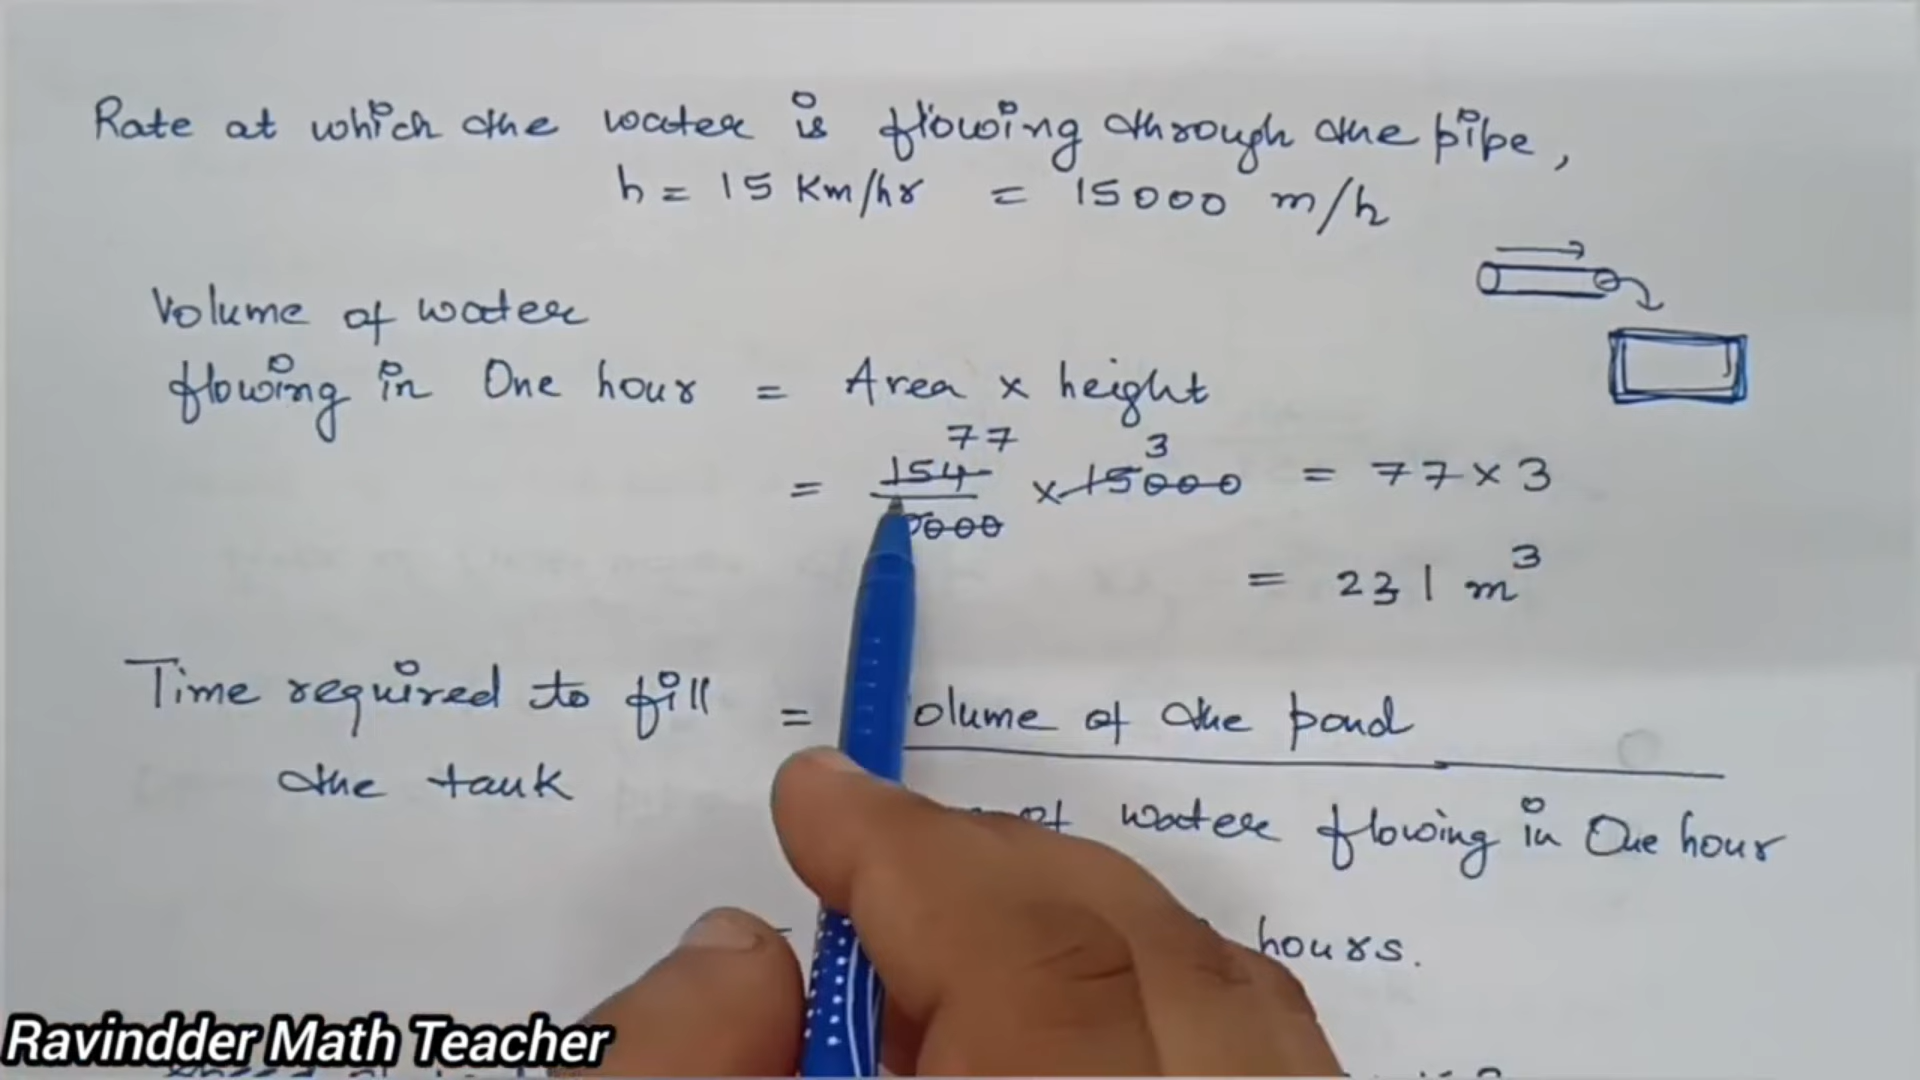 Rate at which the water is flowing through the pipe,
h = 15 Km/hr = 15000 m/h
Volume of water
flowing in One hour = Area × height
77 3
= 154 × 15000 = 77 × 3
000
= 231 m³
Time required to fill = olume of the pond
the tank
of water flowing in One hour
= hours.
Ravindder Math Teacher